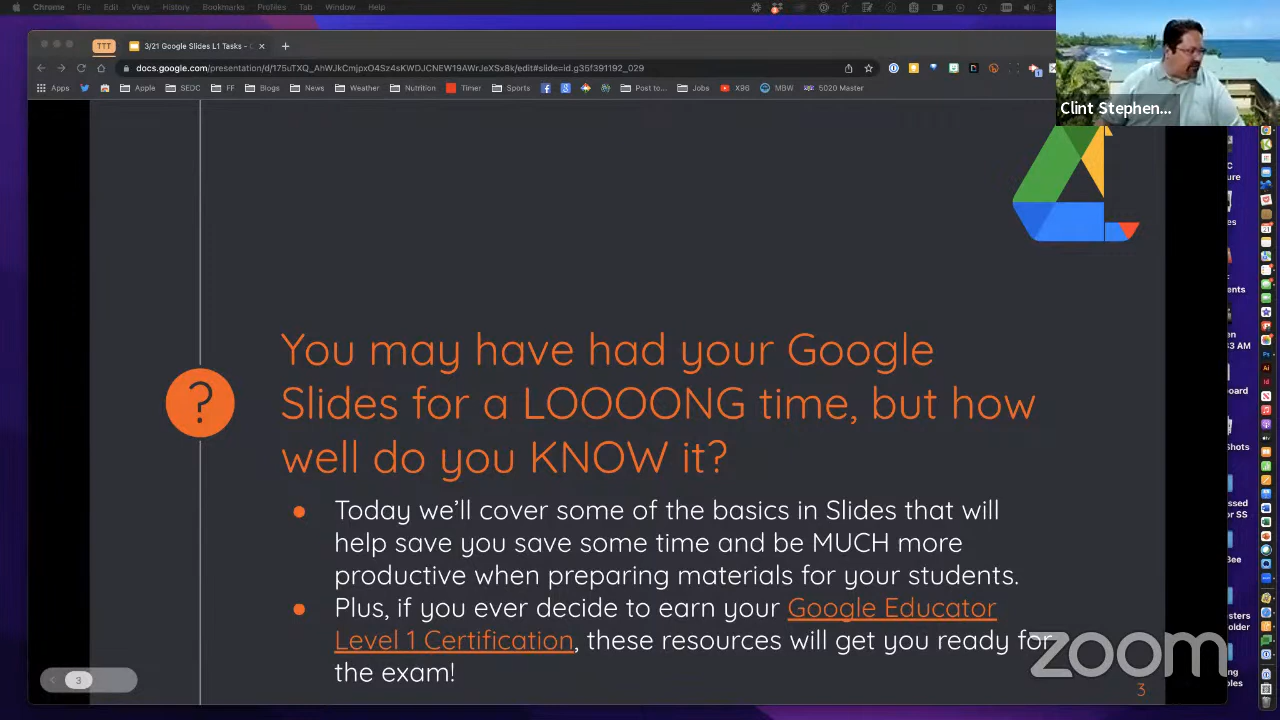 Chrome File Edit View History Bookmarks Profiles Tab Window Help
TTT 3/21 Google Slides L1 Tasks -
docs.google.com/presentation/d/175uTXQ_AhWJkCmjpxO4Sz4sKWDJCNEW19AWrJeXSx8k/edit#slide=id.g35f391192_029
Apps Apple SEDC FF Blogs News Weather Nutrition Timer Sports Post to... Jobs X96 MBW 5020 Master
Clint Stephen...
You may have had your Google
Slides for a LOOOONG time, but how
well do you KNOW it?
?
● Today we’ll cover some of the basics in Slides that will
help save you save some time and be MUCH more
productive when preparing materials for your students.
● Plus, if you ever decide to earn your Google Educator
Level 1 Certification, these resources will get you ready for
the exam!
zoom
3
3